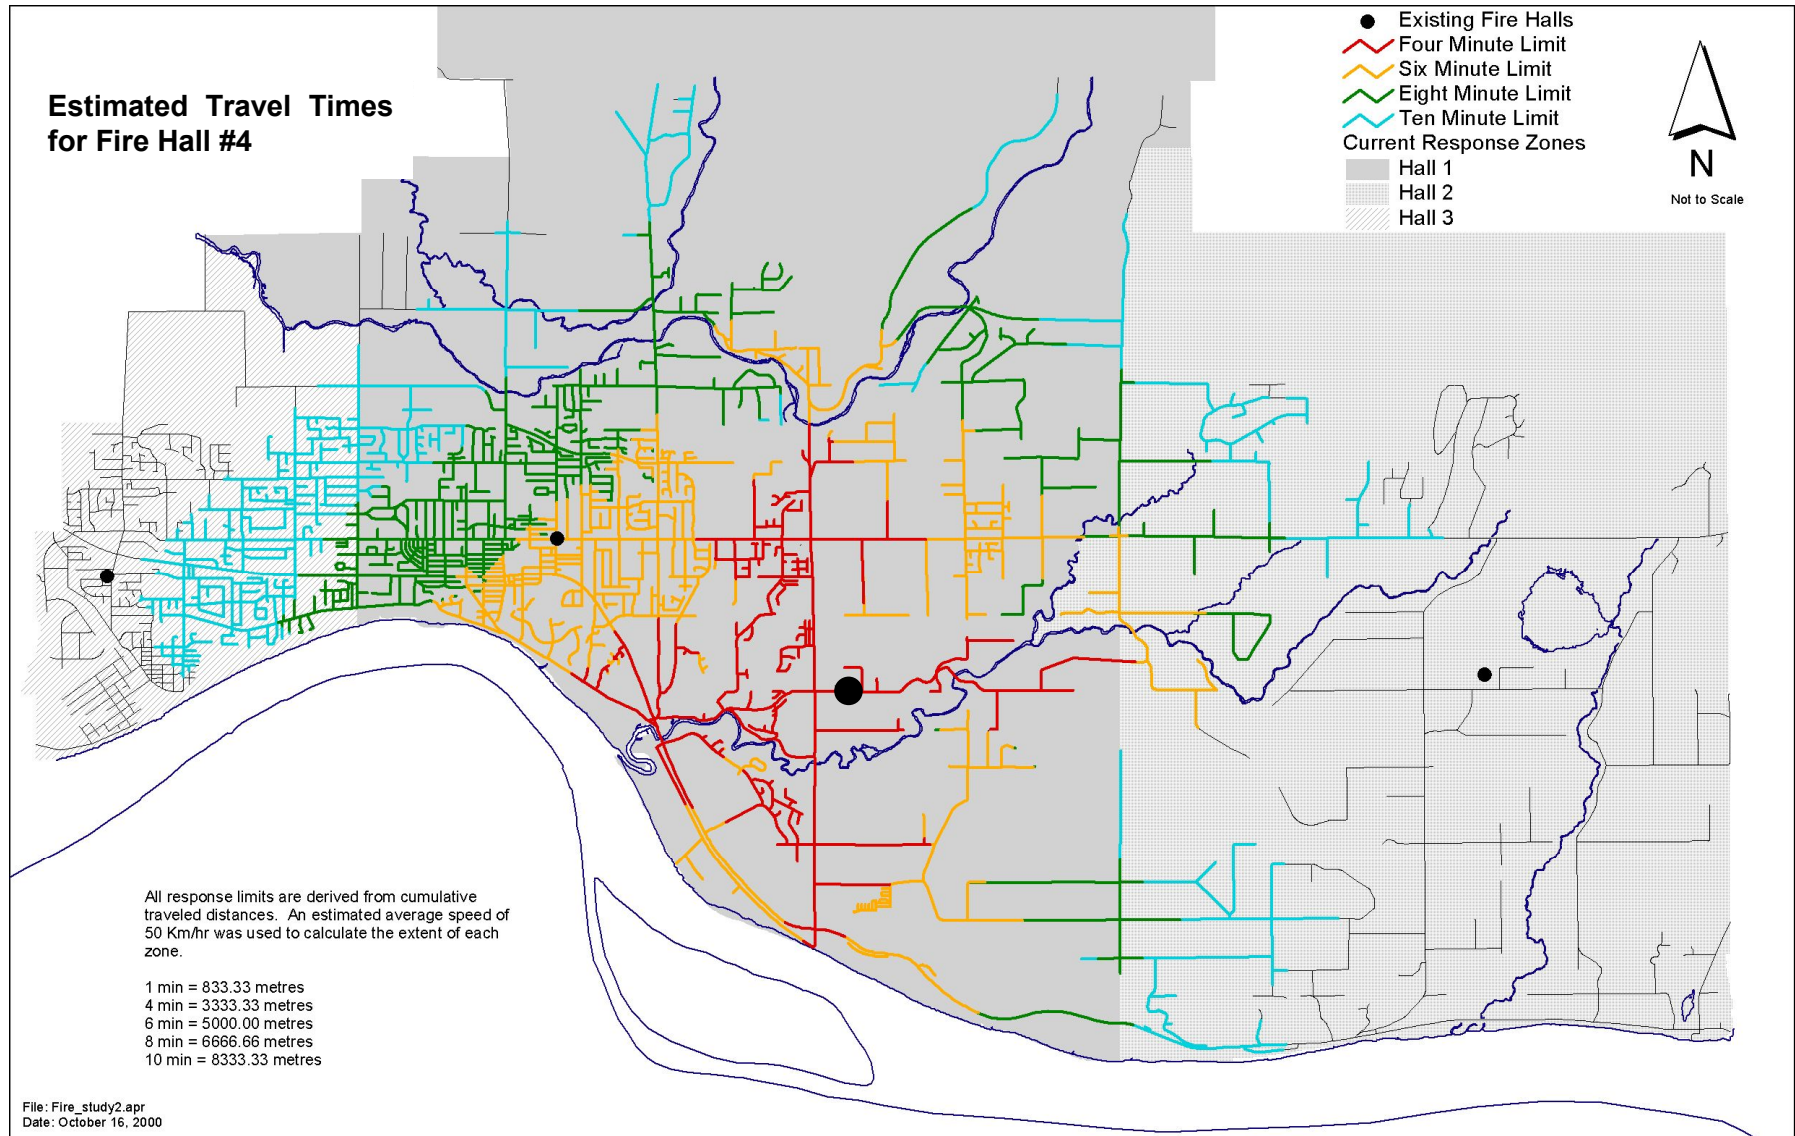 Estimated Travel Times
for Fire Hall #4
Existing Fire Halls
Four Minute Limit
Six Minute Limit
Eight Minute Limit
Ten Minute Limit
Current Response Zones
Hall 1
Hall 2
Hall 3
N
Not to Scale
All response limits are derived from cumulative
traveled distances. An estimated average speed of
50 Km/hr was used to calculate the extent of each
zone.
1 min = 833.33 metres
4 min = 3333.33 metres
6 min = 5000.00 metres
8 min = 6666.66 metres
10 min = 8333.33 metres
File: Fire_study2.apr
Date: October 16, 2000